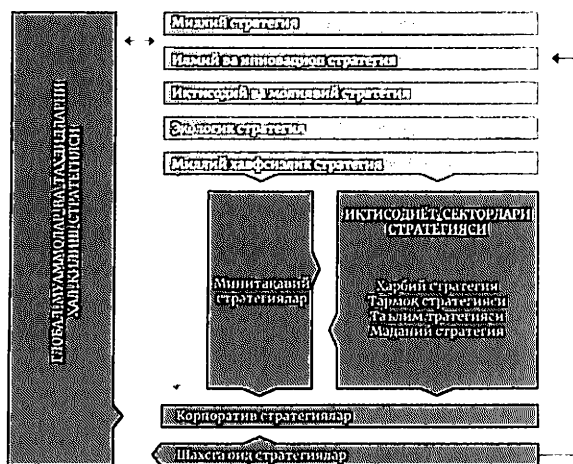 ГЛОБАЛ МУАММОЛАР ВА ТАҲДИДЛАРНИ
ҲАЛ ҚИЛИШ СТРАТЕГИЯСИ
Миллий стратегия
Илмий ва инновацион стратегия
Иқтисодий ва молиявий стратегия
Экологик стратегия
Миллий хавфсизлик стратегия
Минтақавий
стратегиялар
ИҚТИСОДИЁТ СЕКТОРЛАРИ
СТРАТЕГИЯСИ
Ҳарбий стратегия
Тармоқ стратегияси
Таълим тратегияси
Маданий стратегия
Корпоратив стратегиялар
Шахсга оид стратегиялар